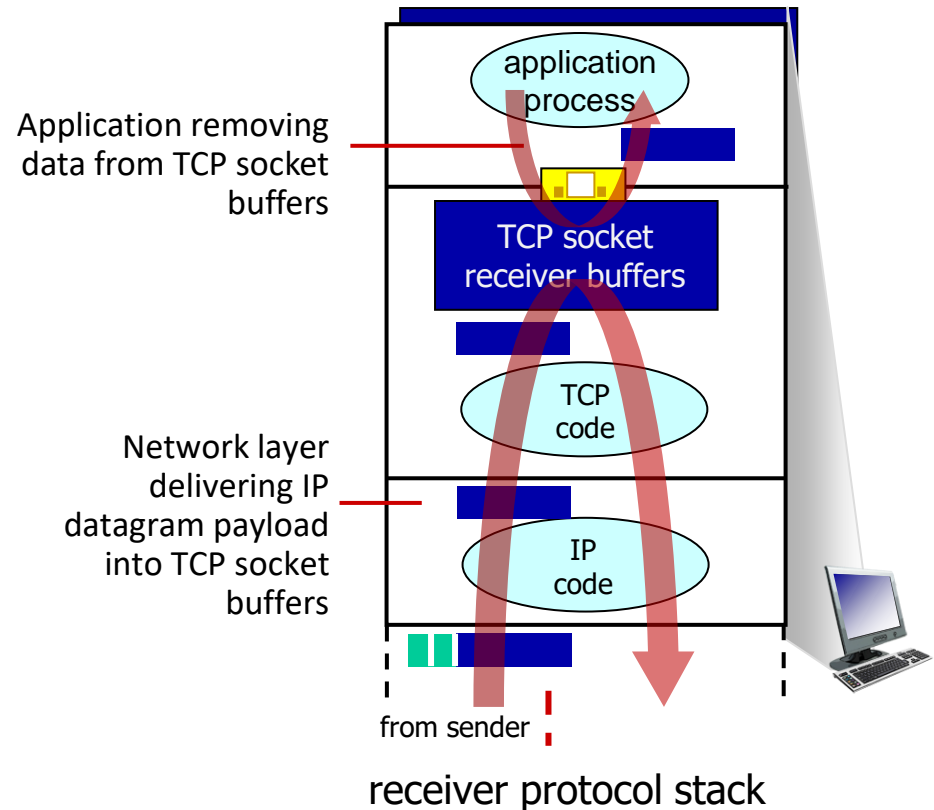 application
process
Application removing
data from TCP socket
buffers
TCP socket
receiver buffers
TCP
code
Network layer
delivering IP
datagram payload
into TCP socket
buffers
IP
code
from sender
receiver protocol stack